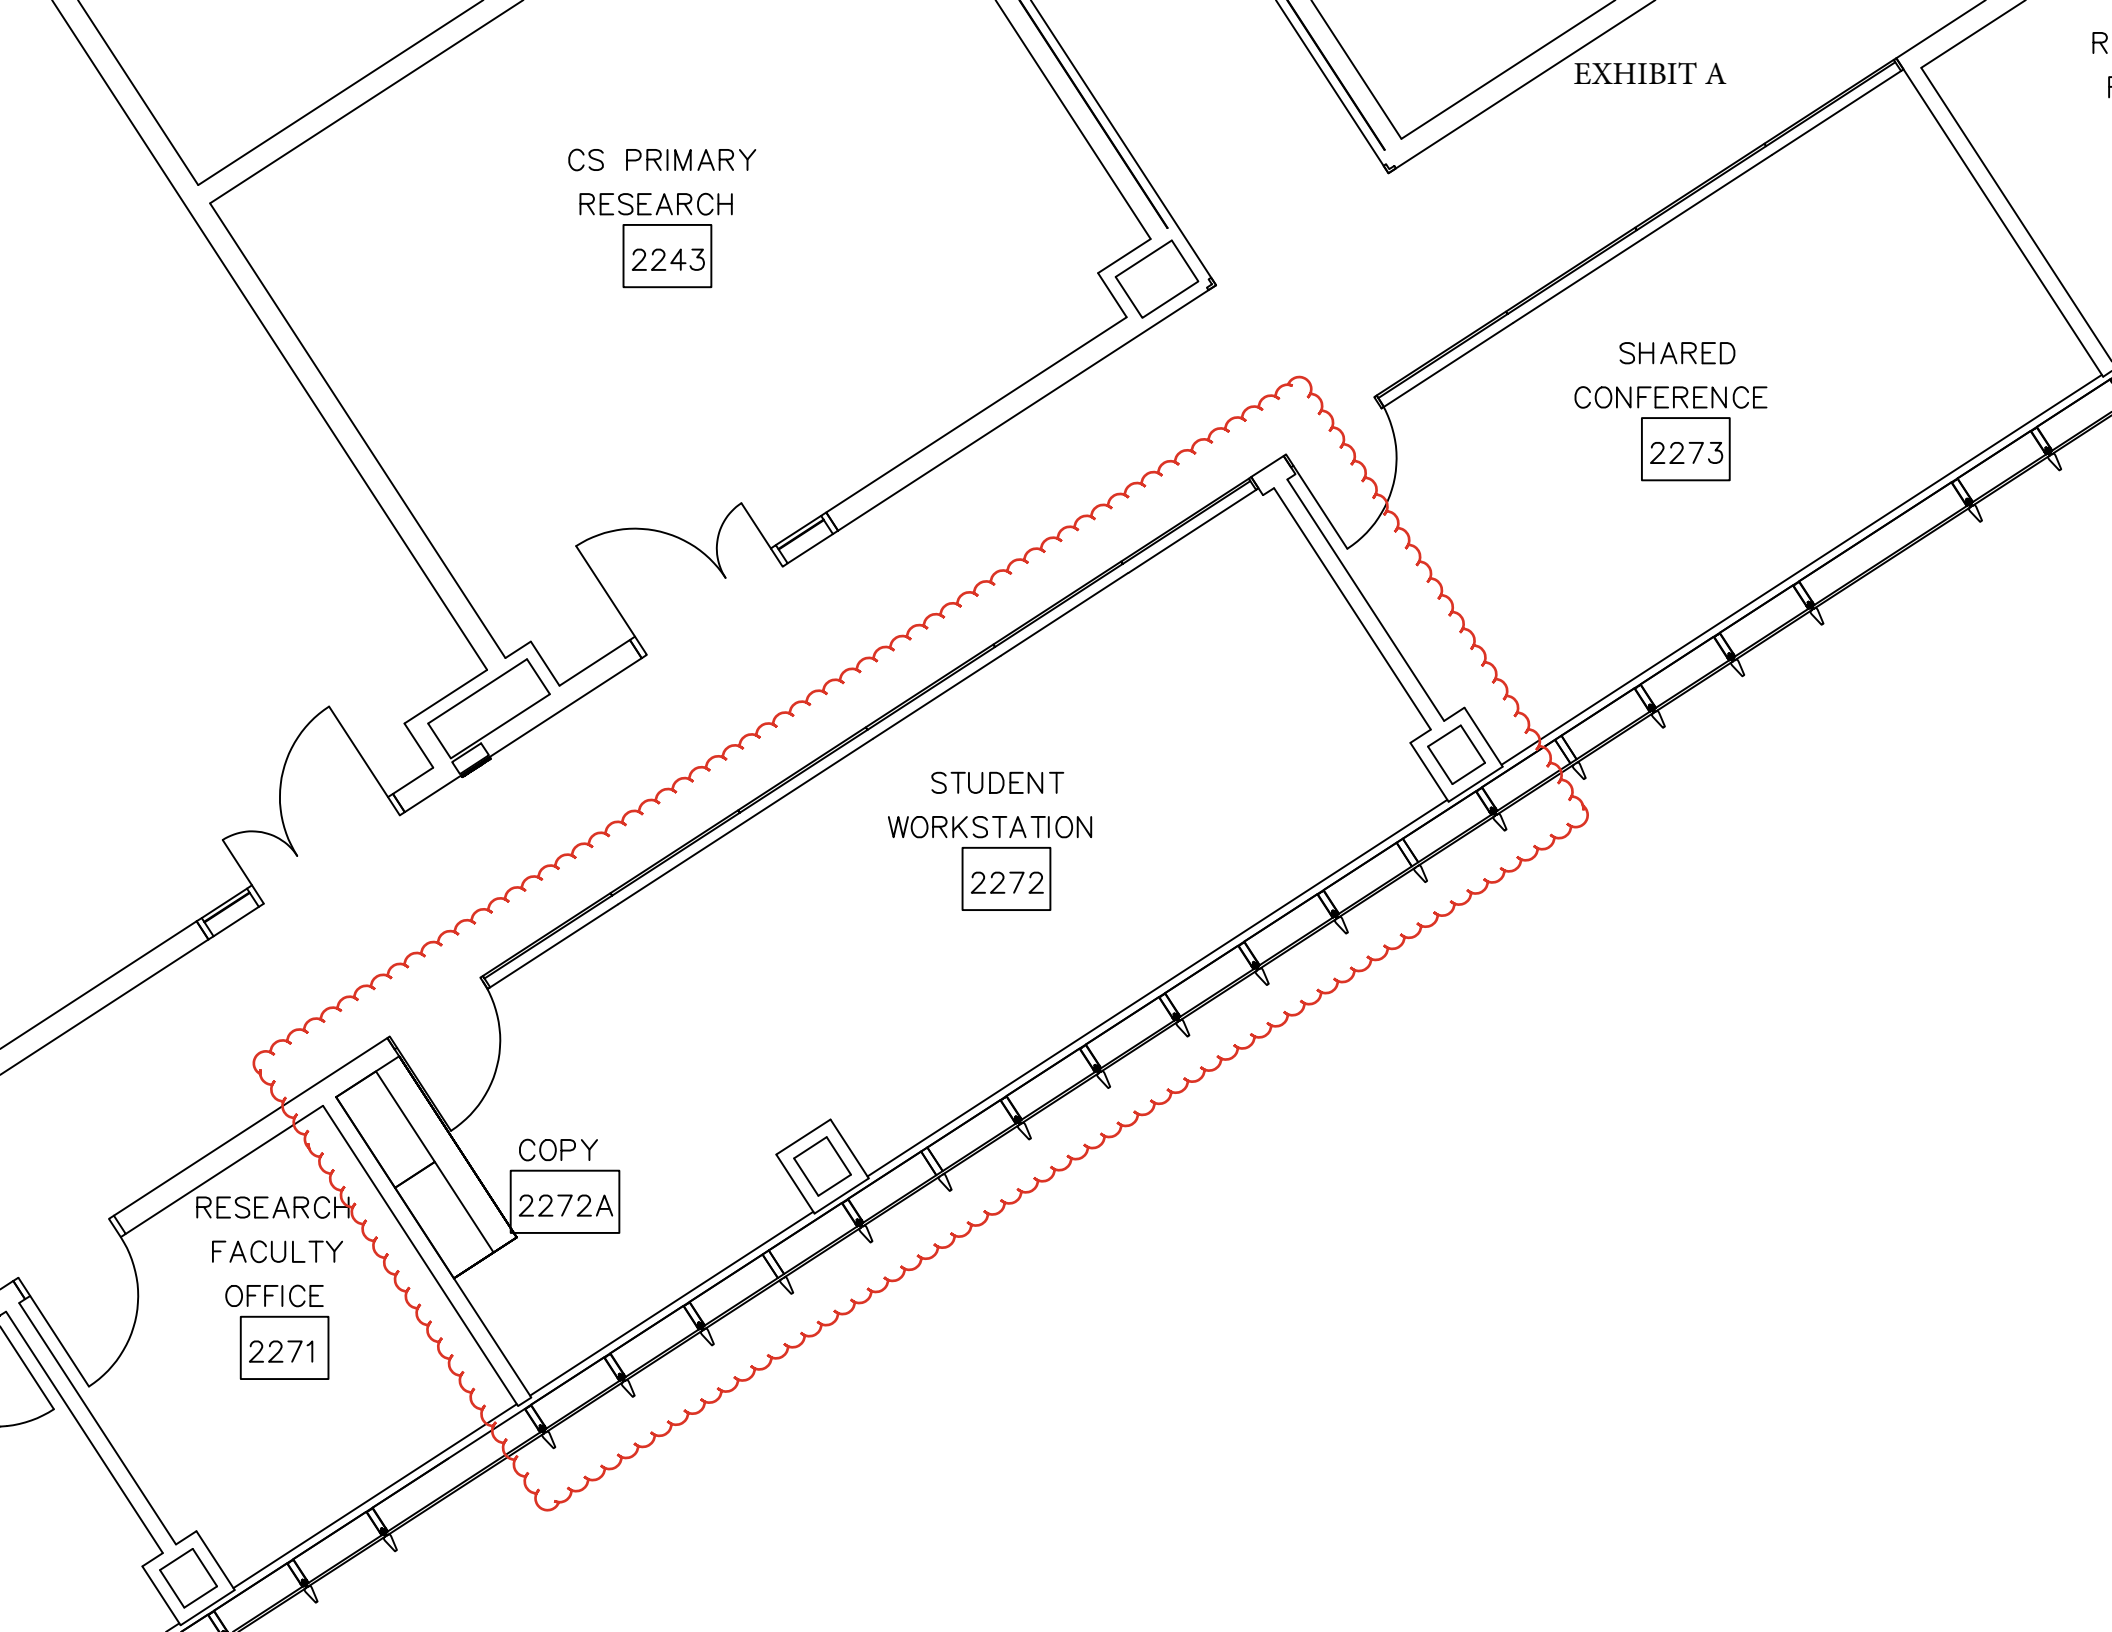 EXHIBIT A
R
CS PRIMARY
RESEARCH
2243
SHARED
CONFERENCE
2273
STUDENT
WORKSTATION
2272
COPY
2272A
RESEARCH
FACULTY
OFFICE
2271